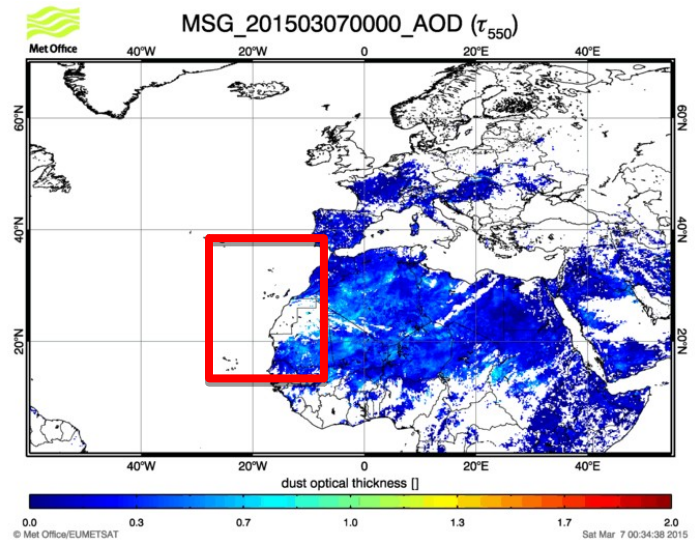 MSG_201503070000_AOD (τ550)
Met Office
40°W 20°W 0 20°E 40°E
60°N 60°N
40°N 40°N
20°N 20°N
40°W 20°W 0 20°E 40°E
dust optical thickness []
0.0 0.3 0.7 1.0 1.3 1.7 2.0
© Met Office/EUMETSAT Sat Mar 7 00:34:38 2015